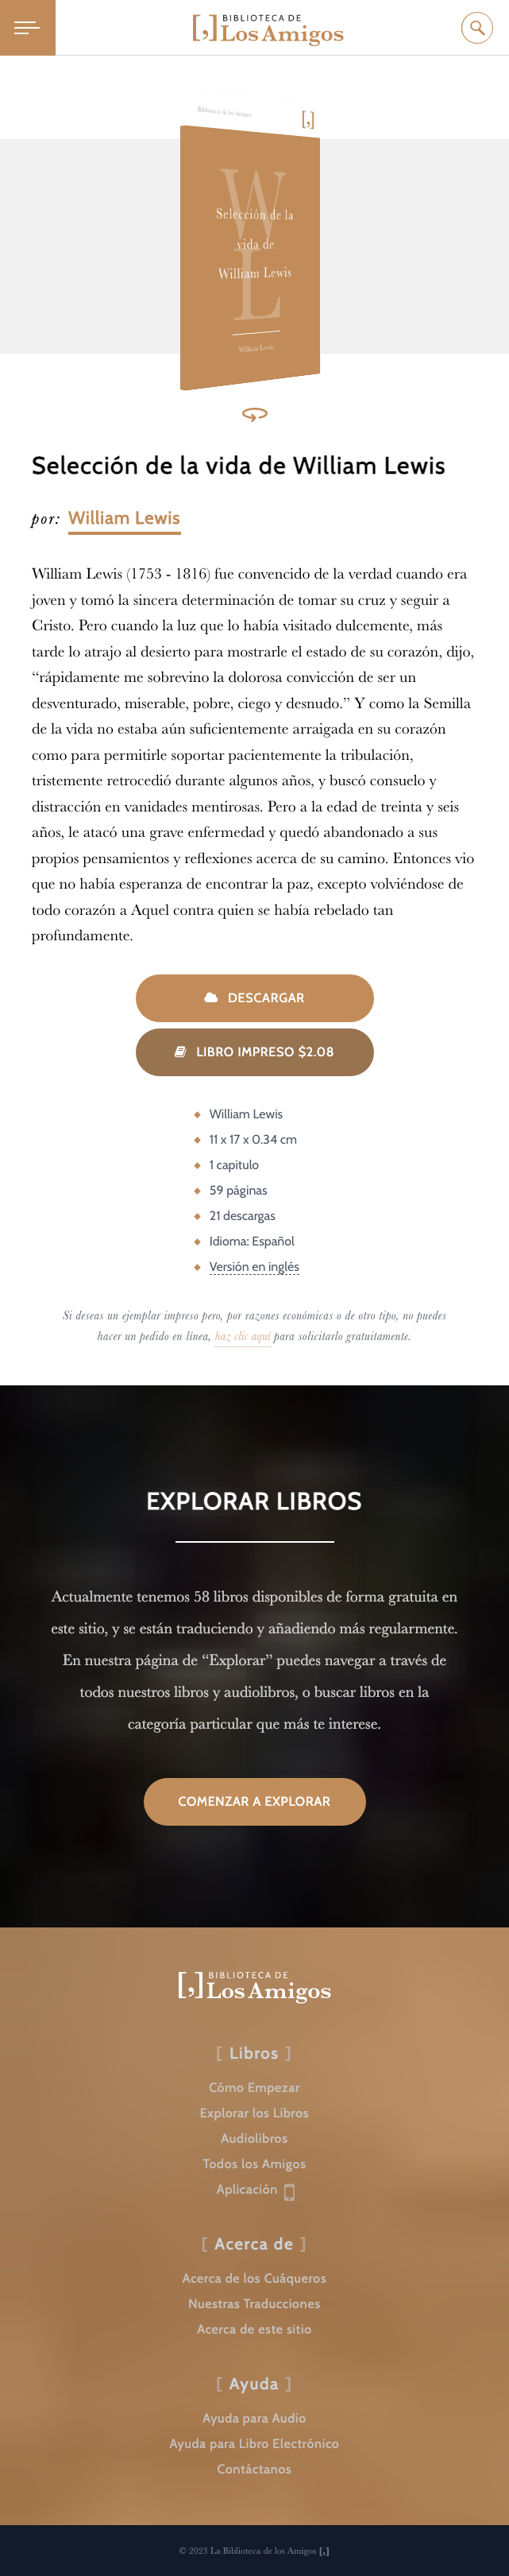 BIBLIOTECA DE
[,] Los Amigos
Biblioteca de los Amigos
[,]
W
L
Selección de la
vida de
William Lewis
William Lewis
Selección de la vida de William Lewis
por: William Lewis
William Lewis (1753 - 1816) fue convencido de la verdad cuando era
joven y tomó la sincera determinación de tomar su cruz y seguir a
Cristo. Pero cuando la luz que lo había visitado dulcemente, más
tarde lo atrajo al desierto para mostrarle el estado de su corazón, dijo,
“rápidamente me sobrevino la dolorosa convicción de ser un
desventurado, miserable, pobre, ciego y desnudo.” Y como la Semilla
de la vida no estaba aún suficientemente arraigada en su corazón
como para permitirle soportar pacientemente la tribulación,
tristemente retrocedió durante algunos años, y buscó consuelo y
distracción en vanidades mentirosas. Pero a la edad de treinta y seis
años, le atacó una grave enfermedad y quedó abandonado a sus
propios pensamientos y reflexiones acerca de su camino. Entonces vio
que no había esperanza de encontrar la paz, excepto volviéndose de
todo corazón a Aquel contra quien se había rebelado tan
profundamente.
DESCARGAR
LIBRO IMPRESO $2.08
William Lewis
11 x 17 x 0.34 cm
1 capitulo
59 páginas
21 descargas
Idioma: Español
Versión en inglés
Si deseas un ejemplar impreso pero, por razones económicas o de otro tipo, no puedes
hacer un pedido en línea, haz clic aquí para solicitarlo gratuitamente.
EXPLORAR LIBROS
Actualmente tenemos 58 libros disponibles de forma gratuita en
este sitio, y se están traduciendo y añadiendo más regularmente.
En nuestra página de “Explorar” puedes navegar a través de
todos nuestros libros y audiolibros, o buscar libros en la
categoría particular que más te interese.
COMENZAR A EXPLORAR
BIBLIOTECA DE
[,] Los Amigos
[ Libros ]
Cómo Empezar
Explorar los Libros
Audiolibros
Todos los Amigos
Aplicación
[ Acerca de ]
Acerca de los Cuáqueros
Nuestras Traducciones
Acerca de este sitio
[ Ayuda ]
Ayuda para Audio
Ayuda para Libro Electrónico
Contáctanos
© 2023 La Biblioteca de los Amigos [,]